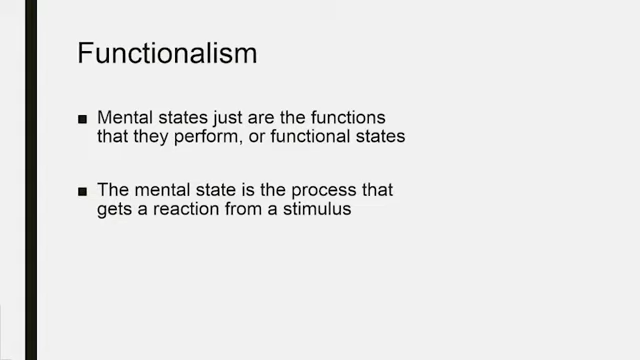 Functionalism
■ Mental states just are the functions
that they perform, or functional states
■ The mental state is the process that
gets a reaction from a stimulus